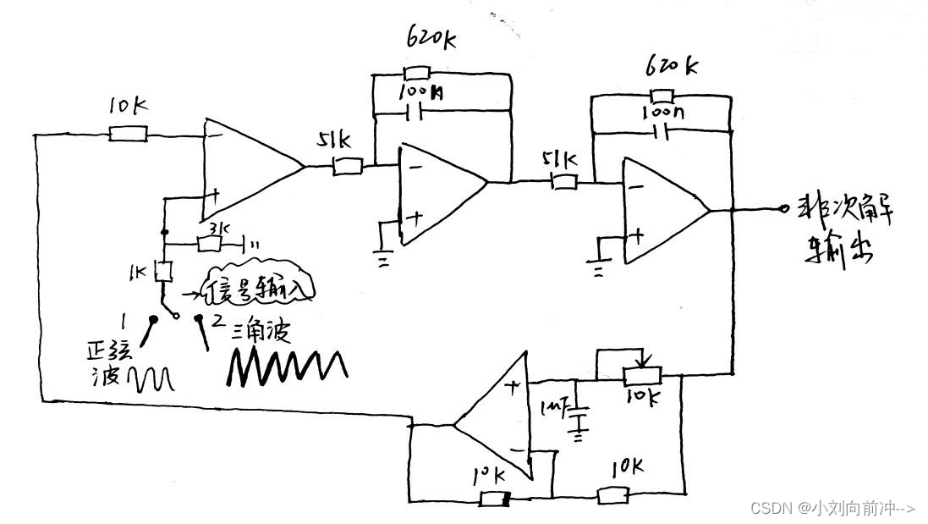 620K
620K
100n
100n
10K
51K
51K
−
−
−
+
+
+
3K
非次解
输出
1K
信号输入
1
2
正弦
波
三角波
+
10K
1uF
−
10K
10K
CSDN @小刘向前冲-->